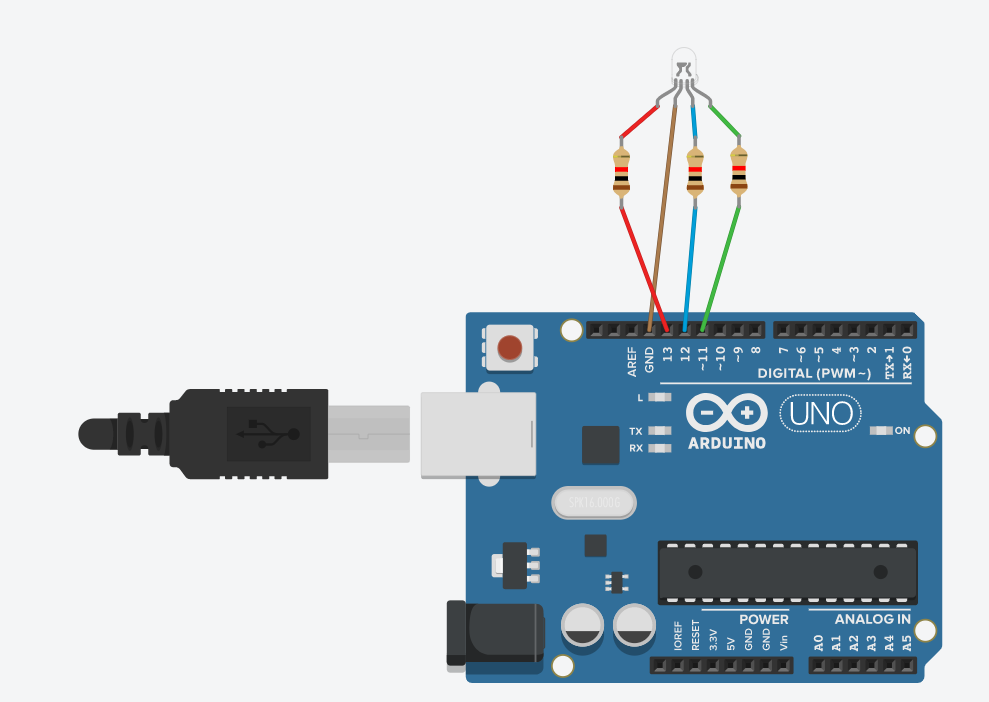 AREF
GND
13
12
~11
~10
~9
8
7
~6
~5
4
~3
2
TX→1
RX←0
DIGITAL (PWM~)
L
TX
RX
UNO
ARDUINO
ON
POWER
ANALOG IN
IOREF
RESET
3.3V
5V
GND
GND
Vin
A0
A1
A2
A3
A4
A5